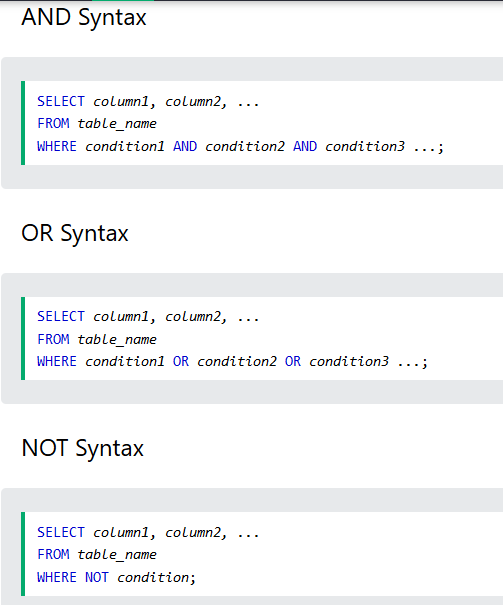 AND Syntax
SELECT column1, column2, ...
FROM table_name
WHERE condition1 AND condition2 AND condition3 ...;
OR Syntax
SELECT column1, column2, ...
FROM table_name
WHERE condition1 OR condition2 OR condition3 ...;
NOT Syntax
SELECT column1, column2, ...
FROM table_name
WHERE NOT condition;